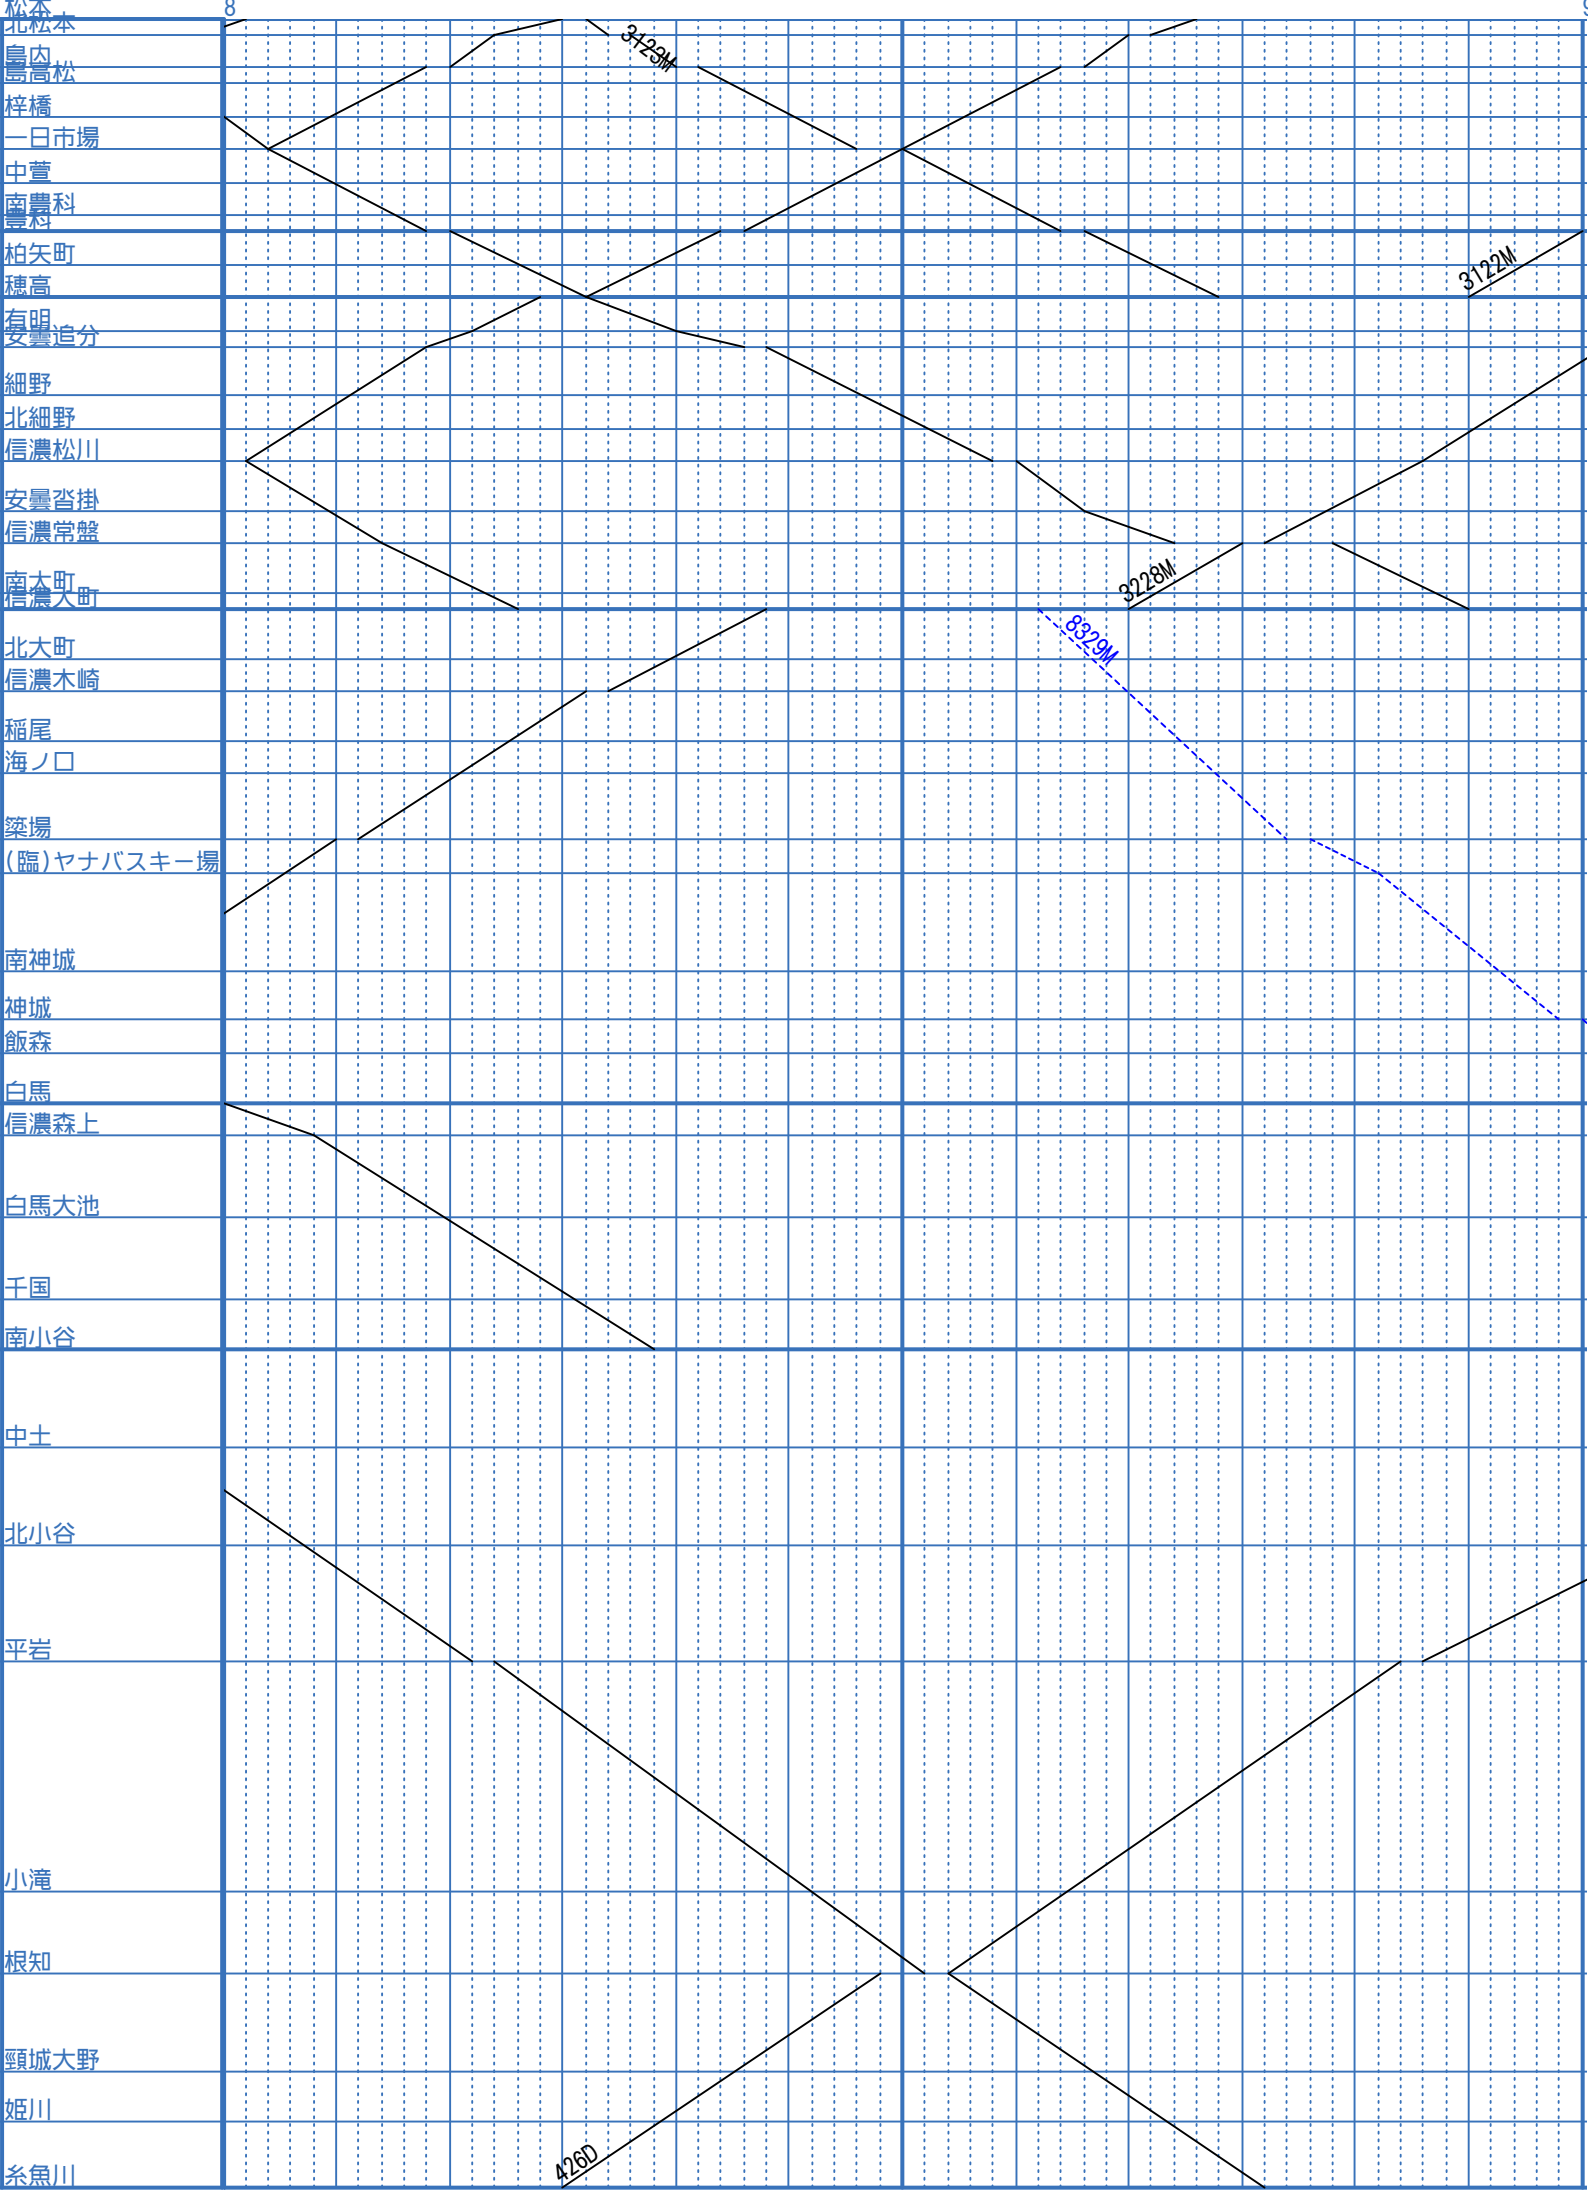 松本
8
9
北松本
島内
島高松
梓橋
一日市場
中萱
南豊科
豊科
柏矢町
穂高
有明
安曇追分
細野
北細野
信濃松川
安曇沓掛
信濃常盤
南大町
信濃大町
北大町
信濃木崎
稲尾
海ノ口
簗場
(臨)ヤナバスキー場
南神城
神城
飯森
白馬
信濃森上
白馬大池
千国
南小谷
中土
北小谷
平岩
小滝
根知
頸城大野
姫川
糸魚川
3123M
3122M
3228M
8329M
426D